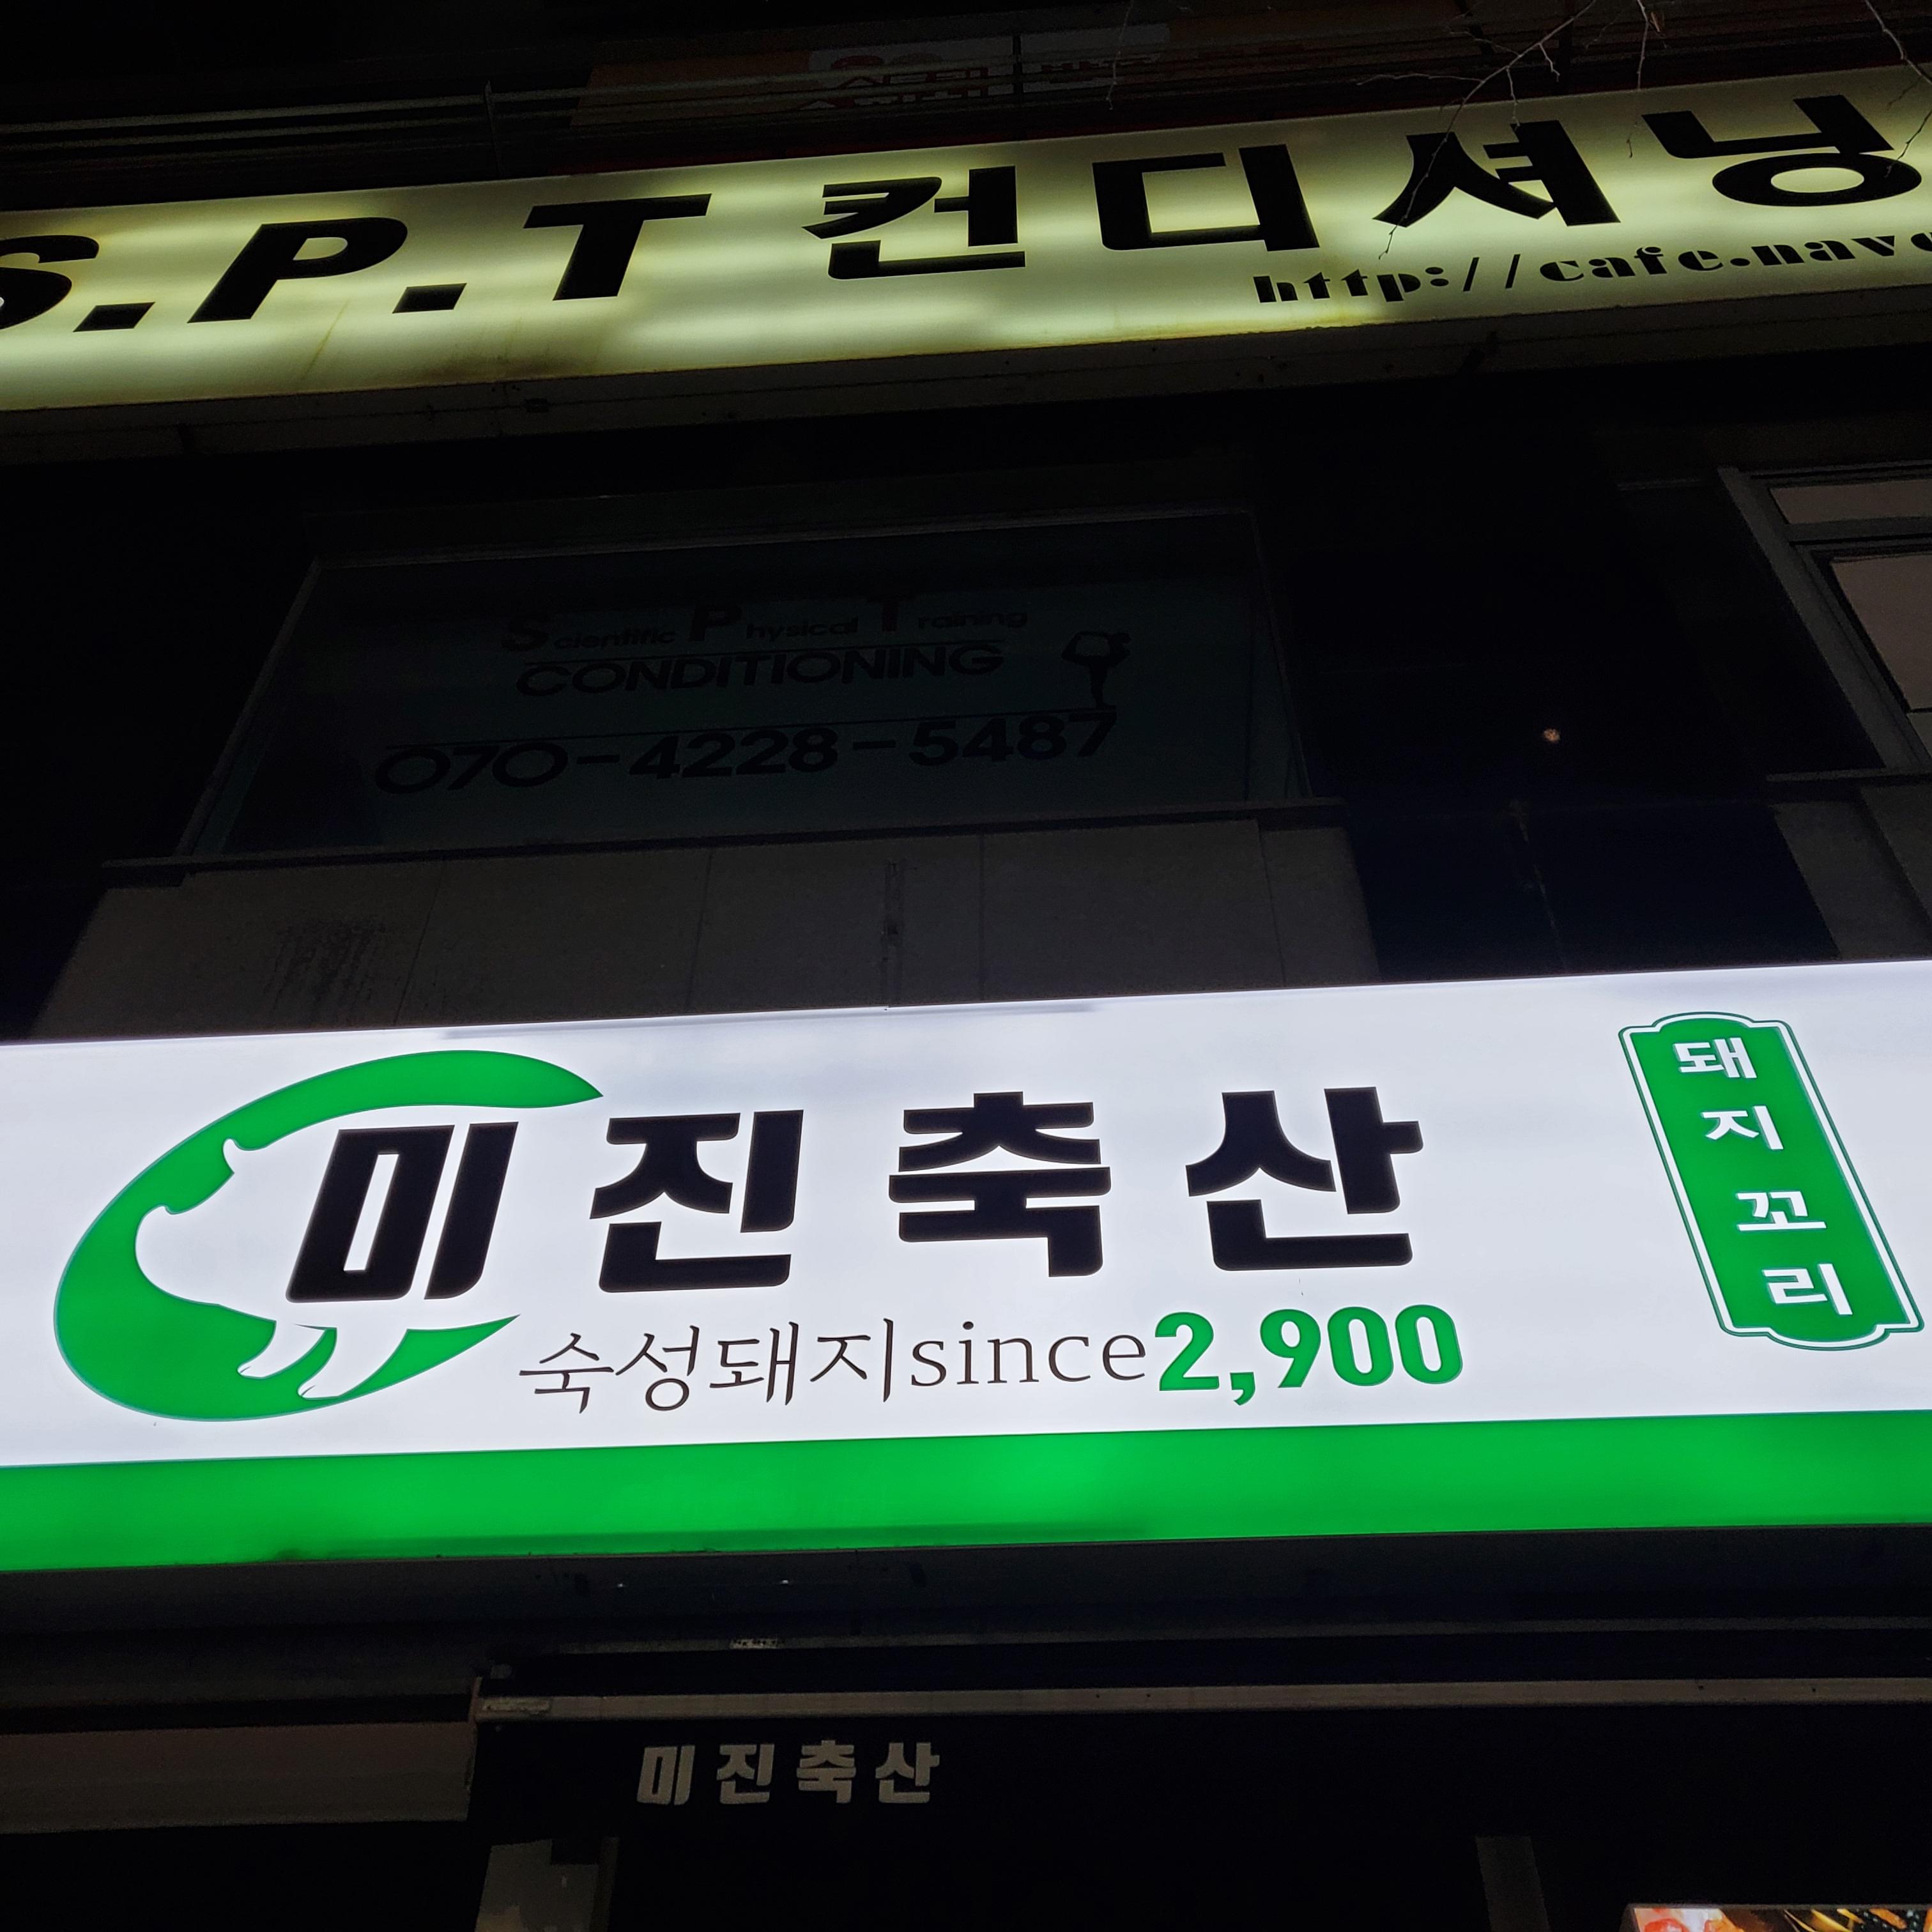 S.P.T 컨디셔닝
http://cafe.nave
Scientific Physical Training
CONDITIONING
070-4228-5487
미진축산
숙성돼지since2,900
돼지꼬리
미진축산